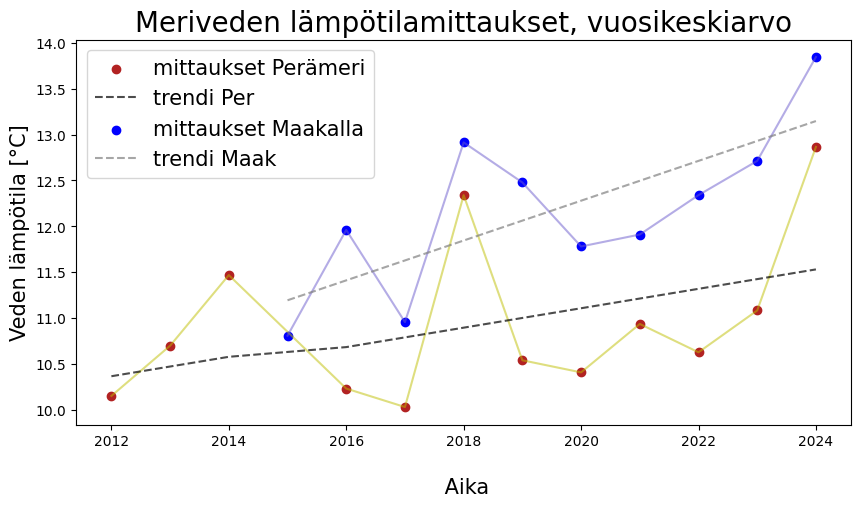 Meriveden lämpötilamittaukset, vuosikeskiarvo
mittaukset Perämeri
trendi Per
mittaukset Maakalla
trendi Maak
Veden lämpötila [°C]
14.0
13.5
13.0
12.5
12.0
11.5
11.0
10.5
10.0
2012 2014 2016 2018 2020 2022 2024
Aika